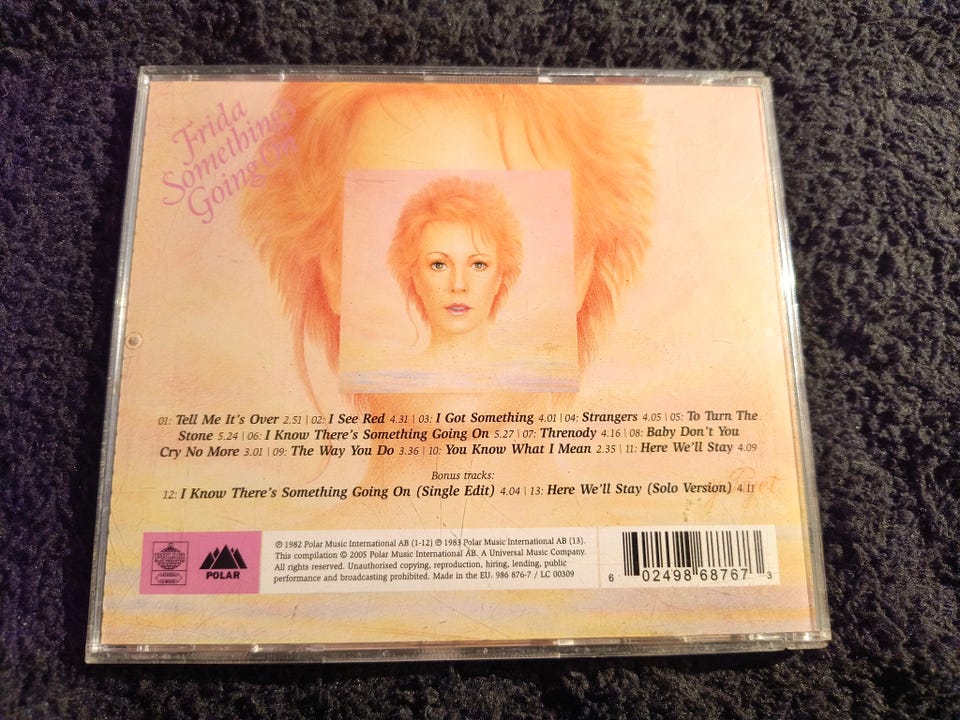 Frida
Something's
Going On
01: Tell Me It's Over 2.51 | 02: I See Red 4.31 | 03: I Got Something 4.01 | 04: Strangers 4.05 | 05: To Turn The
Stone 5.24 | 06: I Know There's Something Going On 5.27 | 07: Threnody 4.16 | 08: Baby Don't You
Cry No More 3.01 | 09: The Way You Do 3.36 | 10: You Know What I Mean 2.35 | 11: Here We'll Stay 4.09
Bonus tracks:
12: I Know There's Something Going On (Single Edit) 4.04 | 13: Here We'll Stay (Solo Version) 4.11
℗ 1982 Polar Music International AB (1-12) ℗ 1983 Polar Music International AB (13).
This compilation © 2005 Polar Music International AB. A Universal Music Company.
All rights reserved. Unauthorised copying, reproduction, hiring, lending, public
performance and broadcasting prohibited. Made in the EU. 986 876-7 / LC 00309
POLAR
6 02498 68767 3